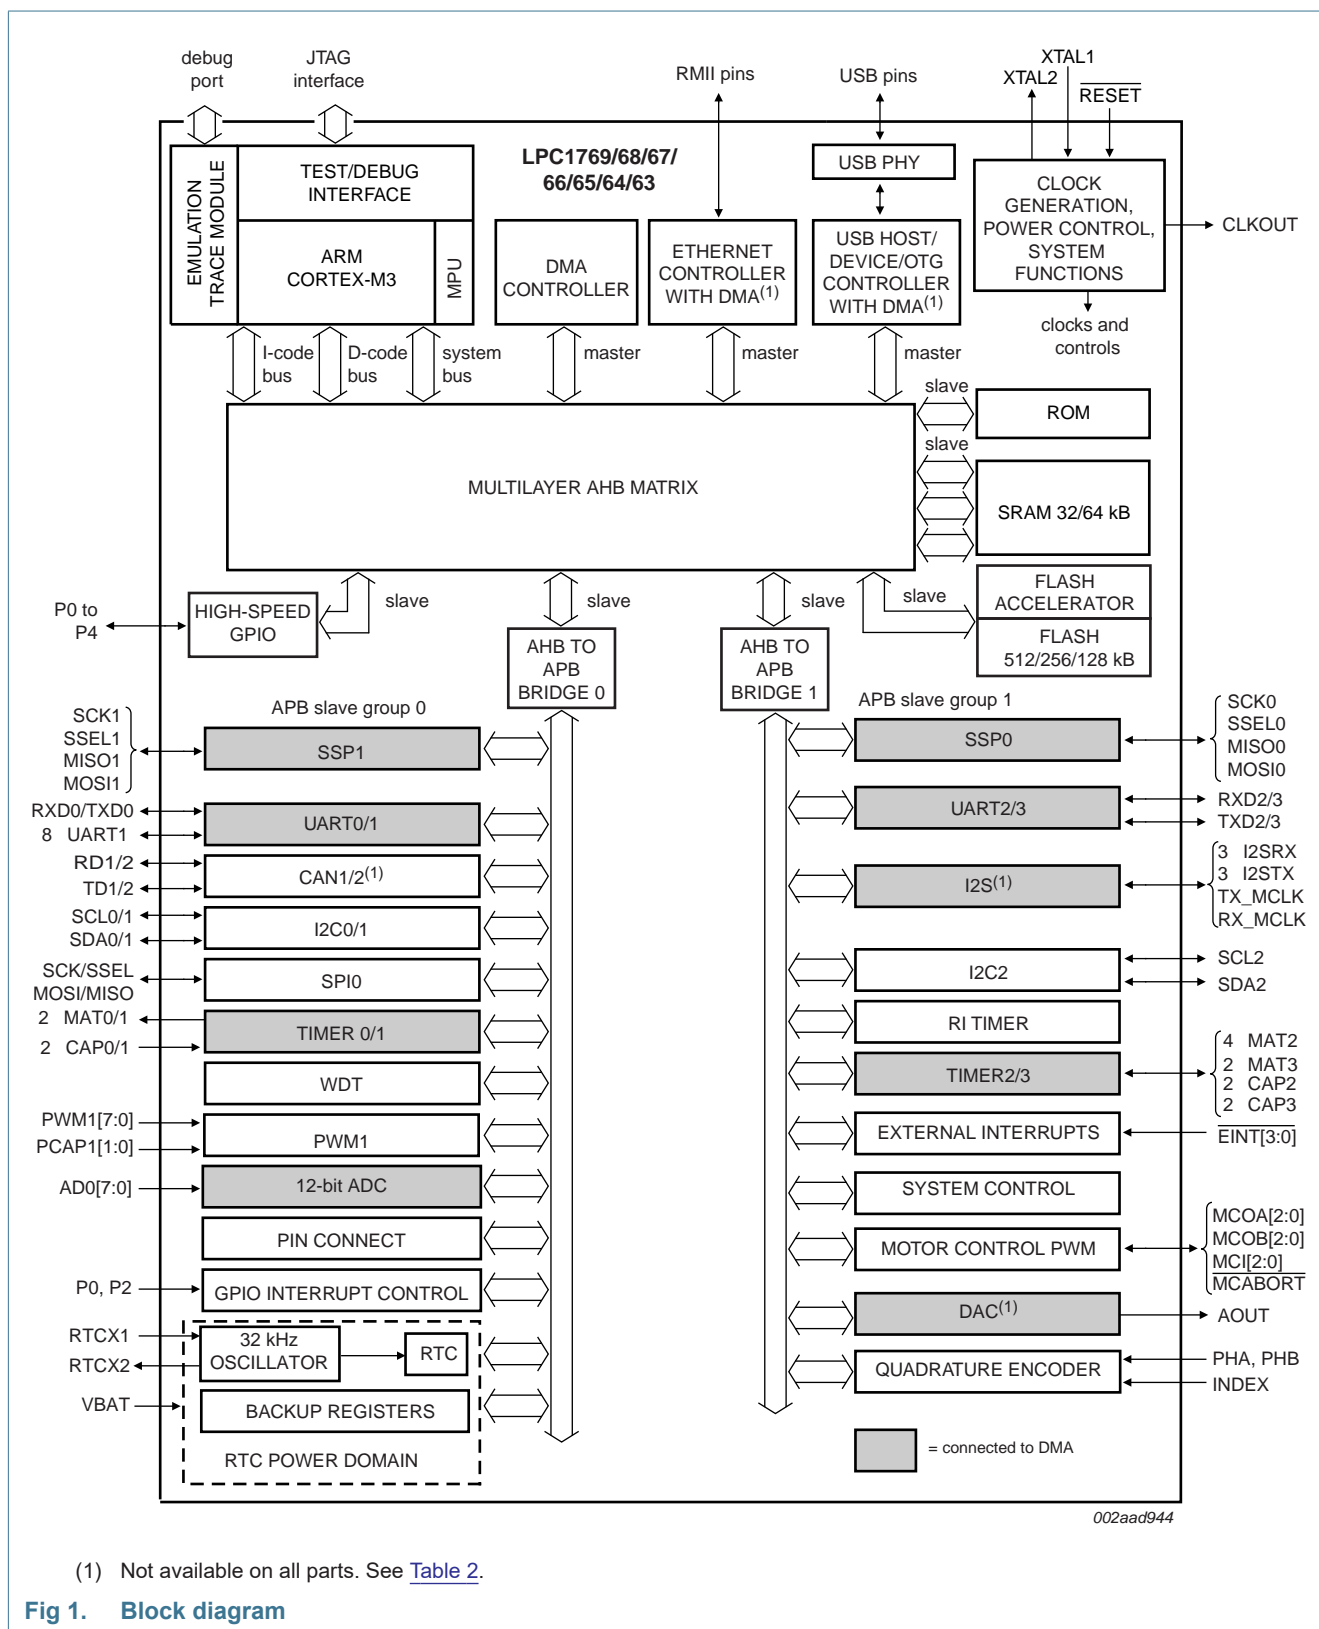 debug
port
JTAG
interface
RMII pins
USB pins
XTAL1
XTAL2
RESET
EMULATION
TRACE MODULE
TEST/DEBUG
INTERFACE
ARM
CORTEX-M3
MPU
LPC1769/68/67/
66/65/64/63
DMA
CONTROLLER
ETHERNET
CONTROLLER
WITH DMA(1)
USB PHY
USB HOST/
DEVICE/OTG
CONTROLLER
WITH DMA(1)
CLOCK
GENERATION,
POWER CONTROL,
SYSTEM
FUNCTIONS
CLKOUT
clocks and
controls
I-code
bus
D-code
bus
system
bus
master
master
master
slave
ROM
slave
SRAM 32/64 kB
MULTILAYER AHB MATRIX
P0 to
P4
HIGH-SPEED
GPIO
slave
slave
slave
slave
FLASH
ACCELERATOR
FLASH
512/256/128 kB
AHB TO
APB
BRIDGE 0
AHB TO
APB
BRIDGE 1
APB slave group 0
SCK1
SSEL1
MISO1
MOSI1
SSP1
RXD0/TXD0
8 UART1
UART0/1
RD1/2
TD1/2
CAN1/2(1)
SCL0/1
SDA0/1
I2C0/1
SCK/SSEL
MOSI/MISO
SPI0
2 MAT0/1
2 CAP0/1
TIMER 0/1
WDT
PWM1[7:0]
PCAP1[1:0]
PWM1
AD0[7:0]
12-bit ADC
PIN CONNECT
P0, P2
GPIO INTERRUPT CONTROL
RTCX1
RTCX2
32 kHz
OSCILLATOR
RTC
VBAT
BACKUP REGISTERS
RTC POWER DOMAIN
APB slave group 1
SSP0
SCK0
SSEL0
MISO0
MOSI0
UART2/3
RXD2/3
TXD2/3
I2S(1)
3 I2SRX
3 I2STX
TX_MCLK
RX_MCLK
I2C2
SCL2
SDA2
RI TIMER
TIMER2/3
4 MAT2
2 MAT3
2 CAP2
2 CAP3
EXTERNAL INTERRUPTS
EINT[3:0]
SYSTEM CONTROL
MOTOR CONTROL PWM
MCOA[2:0]
MCOB[2:0]
MCI[2:0]
MCABORT
DAC(1)
AOUT
QUADRATURE ENCODER
PHA, PHB
INDEX
= connected to DMA
002aad944
(1) Not available on all parts. See Table 2.
Fig 1. Block diagram